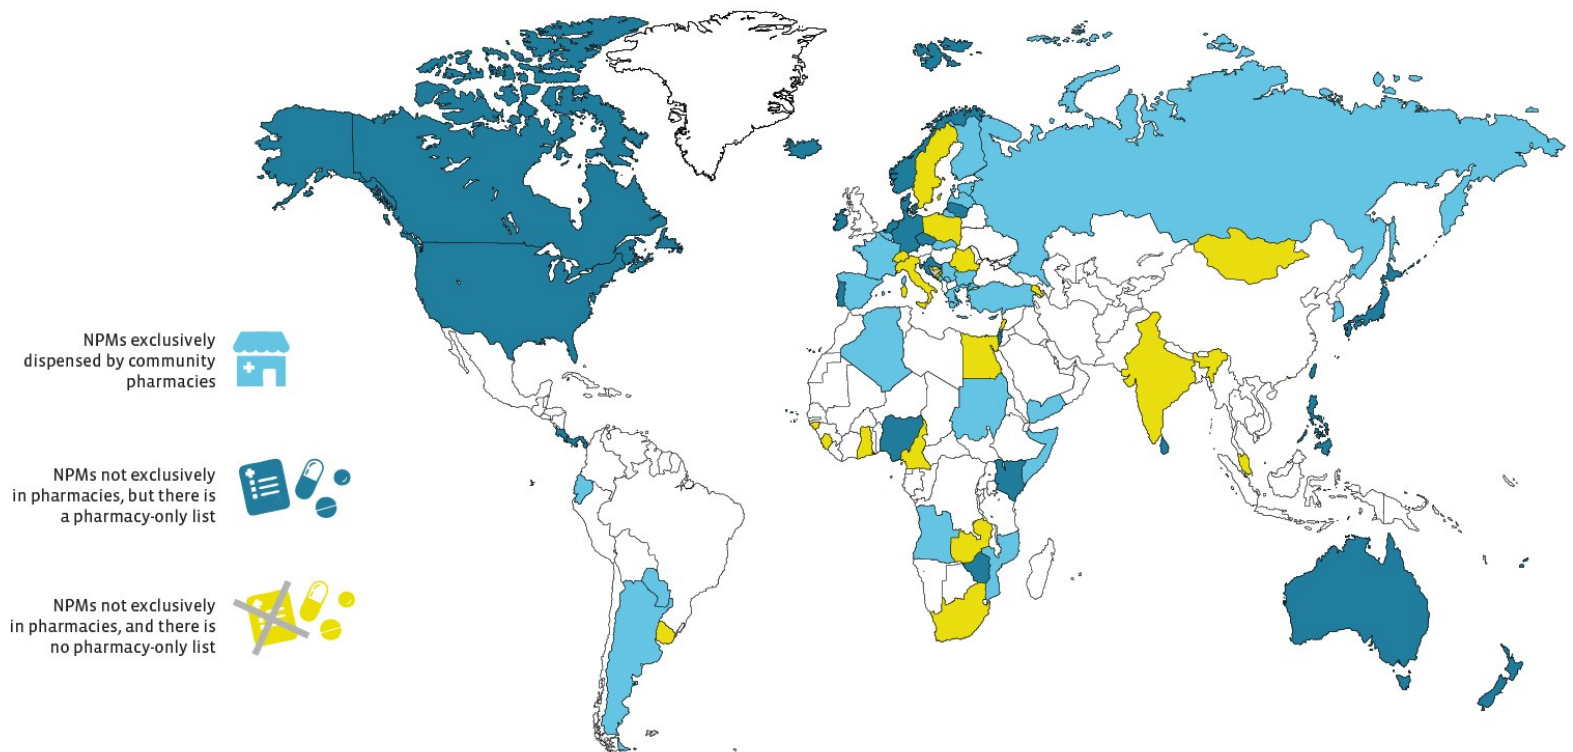 NPMs exclusively
dispensed by community
pharmacies
NPMs not exclusively
in pharmacies, but there is
a pharmacy-only list
NPMs not exclusively
in pharmacies, and there is
no pharmacy-only list